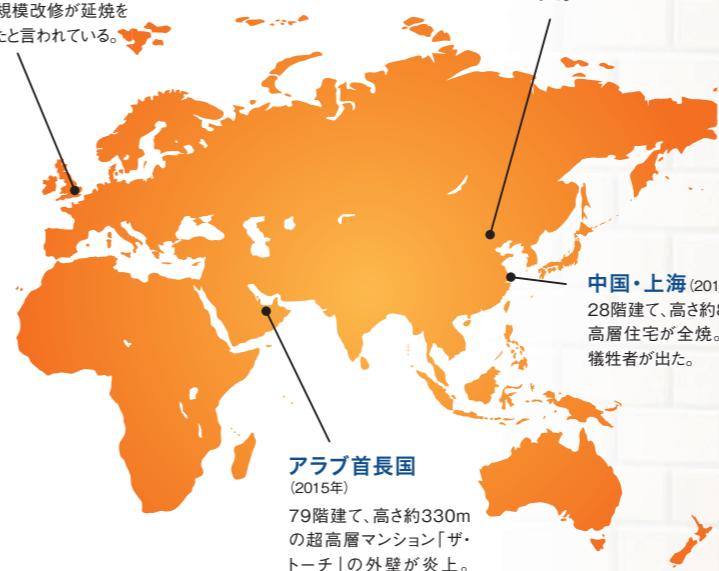 規模改修が延焼を
たと言われている。
中国・上海(201
28階建て、高さ約8
高層住宅が全焼。
犠牲者が出た。
アラブ首長国
(2015年)
79階建て、高さ約330m
の超高層マンション「ザ・
トーチ」の外壁が炎上。